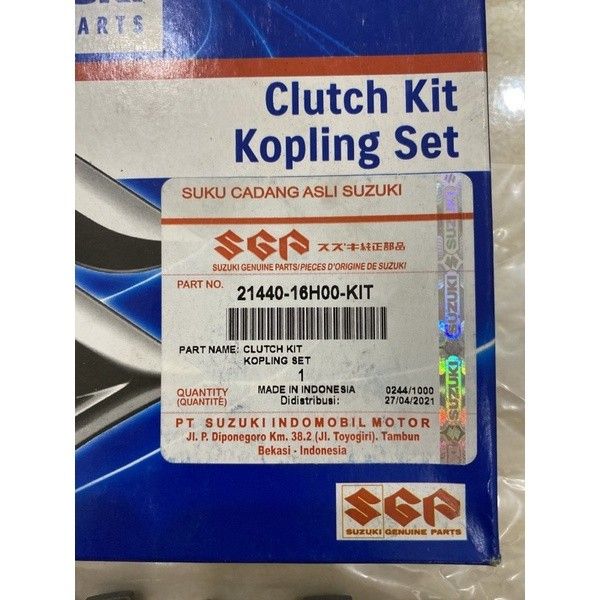 PARTS
Clutch Kit
Kopling Set
SUKU CADANG ASLI SUZUKI
SGP スズキ純正部品
SUZUKI GENUINE PARTS/PIECES D'ORIGINE DE SUZUKI
PART NO. 21440-16H00-KIT
PART NAME: CLUTCH KIT
KOPLING SET
1
QUANTITY MADE IN INDONESIA 0244/1000
(QUANTITÉ) Didistribusi: 27/04/2021
PT SUZUKI INDOMOBIL MOTOR
Jl. P. Diponegoro Km. 38.2 (Jl. Toyogiri). Tambun
Bekasi - Indonesia
SUZUKI
SUZUKI
SUZUKI
SGP
SUZUKI GENUINE PARTS